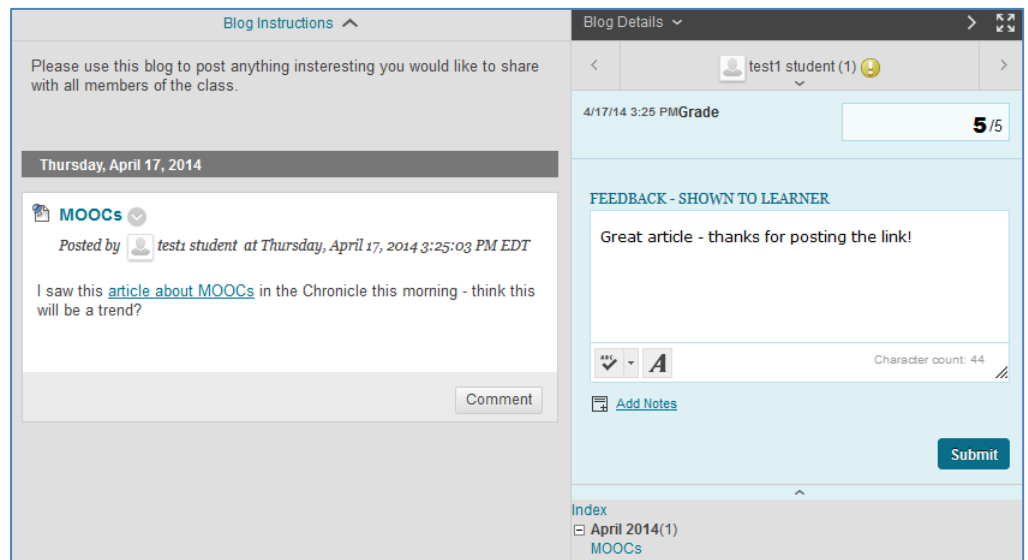 Blog Instructions
Please use this blog to post anything insteresting you would like to share
with all members of the class.
Thursday, April 17, 2014
MOOCs
Posted by test1 student at Thursday, April 17, 2014 3:25:03 PM EDT
I saw this article about MOOCs in the Chronicle this morning - think this
will be a trend?
Comment
Blog Details
test1 student (1)
4/17/14 3:25 PMGrade
5/5
FEEDBACK - SHOWN TO LEARNER
Great article - thanks for posting the link!
ABC
A
Character count: 44
Add Notes
Submit
Index
April 2014(1)
MOOCs